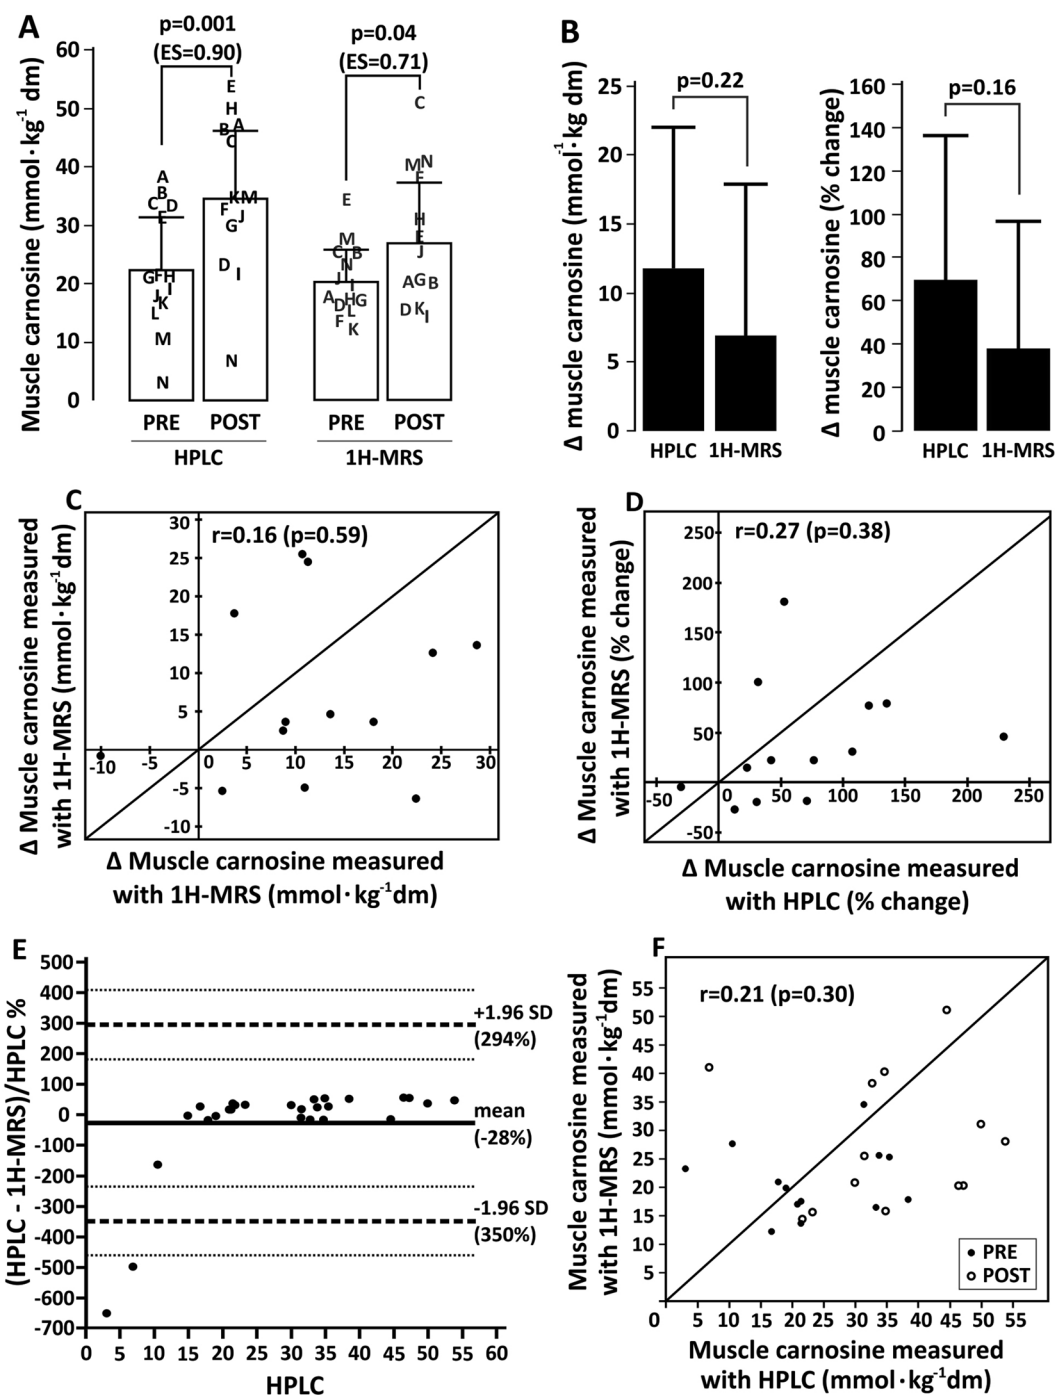 A
p=0.001
(ES=0.90)
p=0.04
(ES=0.71)
Muscle carnosine (mmol·kg-1 dm)
60
50
40
30
20
10
0
A
B
C D
E
G F H
J I
K
L
M
N
E
H
B A
C
K M
F J
G
D I
N
E
M
C B
N
J I
A H G
D L
F K
C
M N
F
H
E
J
A G B
D K I
PRE POST PRE POST
HPLC 1H-MRS
B
Δ muscle carnosine (mmol-1·kg dm)
25
20
15
10
5
0
p=0.22
HPLC 1H-MRS
Δ muscle carnosine (% change)
160
140
120
100
80
60
40
20
0
p=0.16
HPLC 1H-MRS
C
Δ Muscle carnosine measured
with 1H-MRS (mmol·kg-1dm)
r=0.16 (p=0.59)
30
25
20
15
10
5
-10 -5 0 5 10 15 20 25 30
-5
-10
Δ Muscle carnosine measured
with 1H-MRS (mmol·kg-1dm)
D
Δ Muscle carnosine measured
with 1H-MRS (% change)
r=0.27 (p=0.38)
250
200
150
100
50
-50 0 50 100 150 200 250
-50
Δ Muscle carnosine measured
with HPLC (% change)
E
(HPLC - 1H-MRS)/HPLC %
500
400
300
200
100
0
-100
-200
-300
-400
-500
-600
-700
+1.96 SD
(294%)
mean
(-28%)
-1.96 SD
(350%)
0 5 10 15 20 25 30 35 40 45 50 55 60
HPLC
F
Muscle carnosine measured
with 1H-MRS (mmol·kg-1dm)
r=0.21 (p=0.30)
55
50
45
40
35
30
25
20
15
10
5
PRE
POST
0 5 10 15 20 25 30 35 40 45 50 55
Muscle carnosine measured
with HPLC (mmol·kg-1dm)